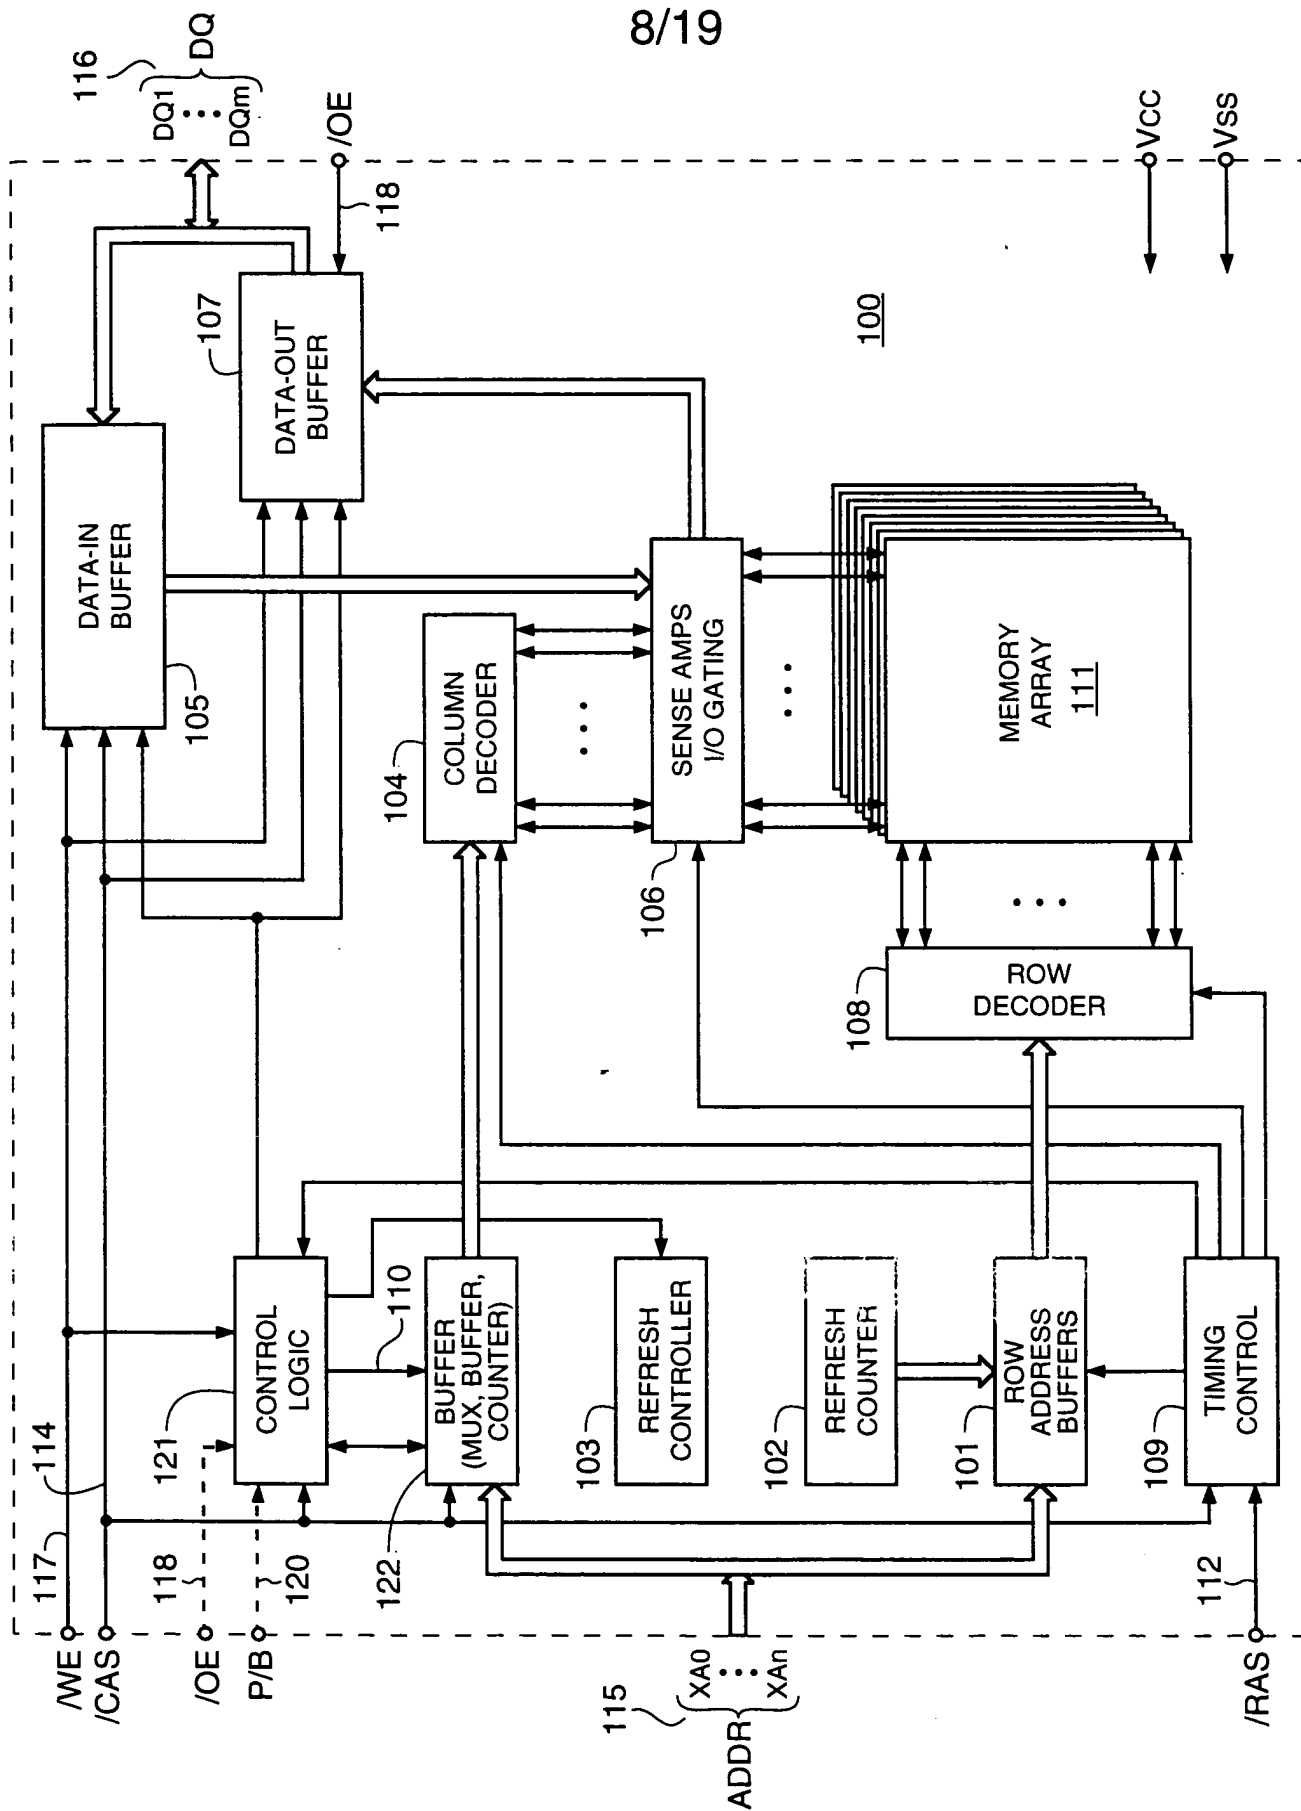 8/19
/WE
/CAS
/OE
P/B
117
114
118
120
121
CONTROL
LOGIC
110
122
BUFFER
(MUX, BUFFER,
COUNTER)
103
REFRESH
CONTROLLER
102
REFRESH
COUNTER
101
ROW
ADDRESS
BUFFERS
109
TIMING
CONTROL
115
ADDR
XA0
XAn
/RAS
112
105
DATA-IN
BUFFER
107
DATA-OUT
BUFFER
104
COLUMN
DECODER
106
SENSE AMPS
I/O GATING
108
ROW
DECODER
MEMORY
ARRAY
111
116
DQ1
DQm
DQ
/OE
118
100
VCC
VSS